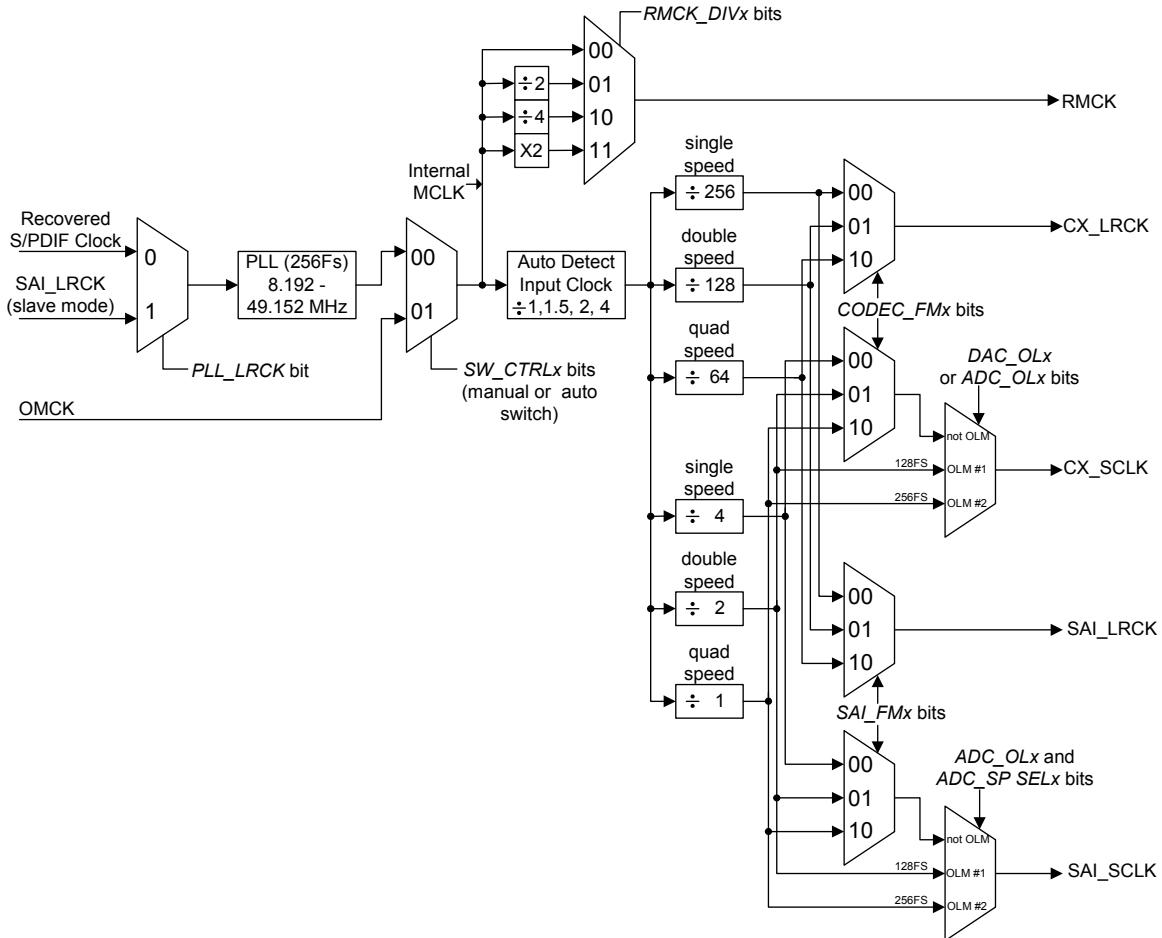 RMCK_DIVx bits
00
÷2
01
÷4
10
X2
11
RMCK
Internal
MCLK
single
speed
÷ 256
00
01
10
CX_LRCK
Recovered
S/PDIF Clock
0
SAI_LRCK
(slave mode)
1
PLL (256Fs)
8.192 -
49.152 MHz
00
01
Auto Detect
Input Clock
÷1,1.5, 2, 4
double
speed
÷ 128
PLL_LRCK bit
SW_CTRLx bits
(manual or auto
switch)
OMCK
quad
speed
÷ 64
CODEC_FMx bits
00
01
10
DAC_OLx
or ADC_OLx bits
not OLM
128FS
OLM #1
256FS
OLM #2
CX_SCLK
single
speed
÷ 4
double
speed
÷ 2
quad
speed
÷ 1
00
01
10
SAI_LRCK
SAI_FMx bits
00
01
10
ADC_OLx and
ADC_SP SELx bits
not OLM
128FS
OLM #1
256FS
OLM #2
SAI_SCLK